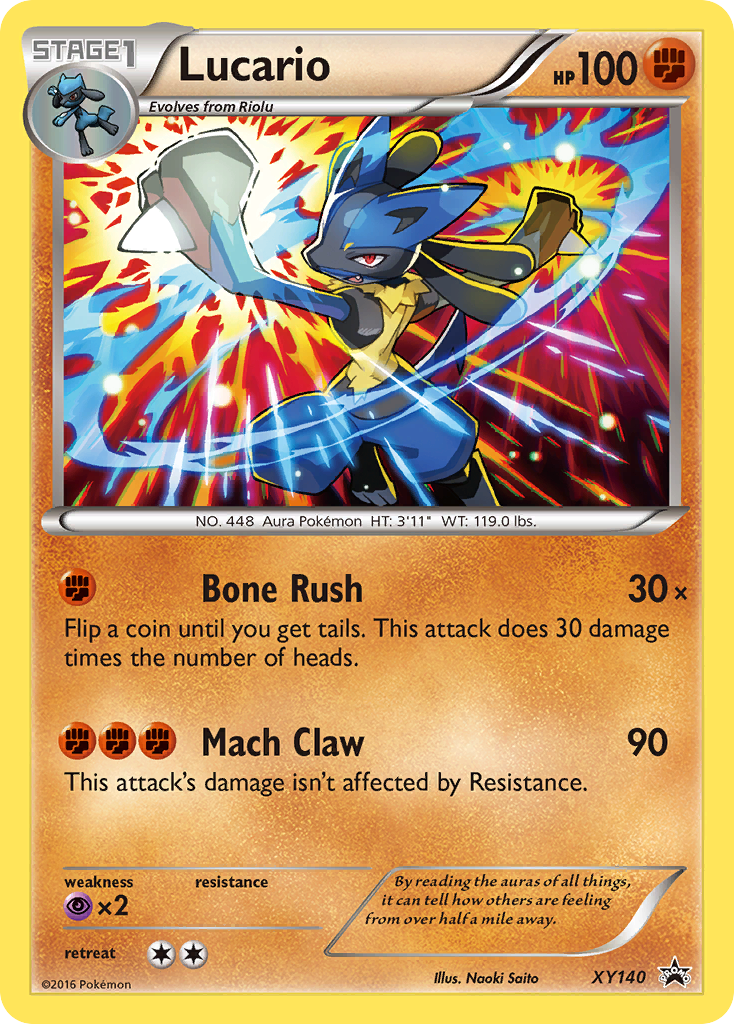 STAGE1
Lucario
HP100
Evolves from Riolu
NO. 448 Aura Pokémon HT: 3'11" WT: 119.0 lbs.
Bone Rush 30×
Flip a coin until you get tails. This attack does 30 damage
times the number of heads.
Mach Claw 90
This attack's damage isn't affected by Resistance.
weakness resistance
×2
retreat
By reading the auras of all things,
it can tell how others are feeling
from over half a mile away.
©2016 Pokémon
Illus. Naoki Saito
XY140
PROMO